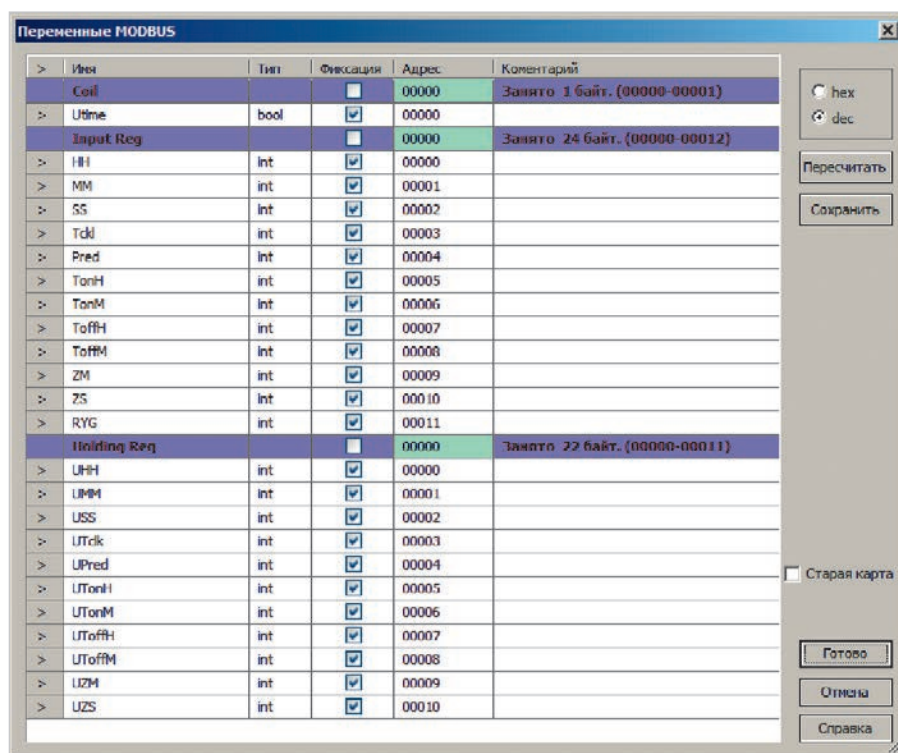 Переменные MODBUS
> Имя Тип Фиксация Адрес Коментарий
Coil 00000 Занято 1 байт. (00000-00001)
> Utime bool 00000
Input Reg 00000 Занято 24 байт. (00000-00012)
> HH int 00000
> MM int 00001
> SS int 00002
> Tckl int 00003
> Pred int 00004
> TonH int 00005
> TonM int 00006
> ToffH int 00007
> ToffM int 00008
> ZM int 00009
> ZS int 00010
> RYG int 00011
Holding Reg 00000 Занято 22 байт. (00000-00011)
> UHH int 00000
> UMM int 00001
> USS int 00002
> UTclk int 00003
> UPred int 00004
> UTonH int 00005
> UTonM int 00006
> UToffH int 00007
> UToffM int 00008
> UZM int 00009
> UZS int 00010
hex
dec
Пересчитать
Сохранить
Старая карта
Готово
Отмена
Справка